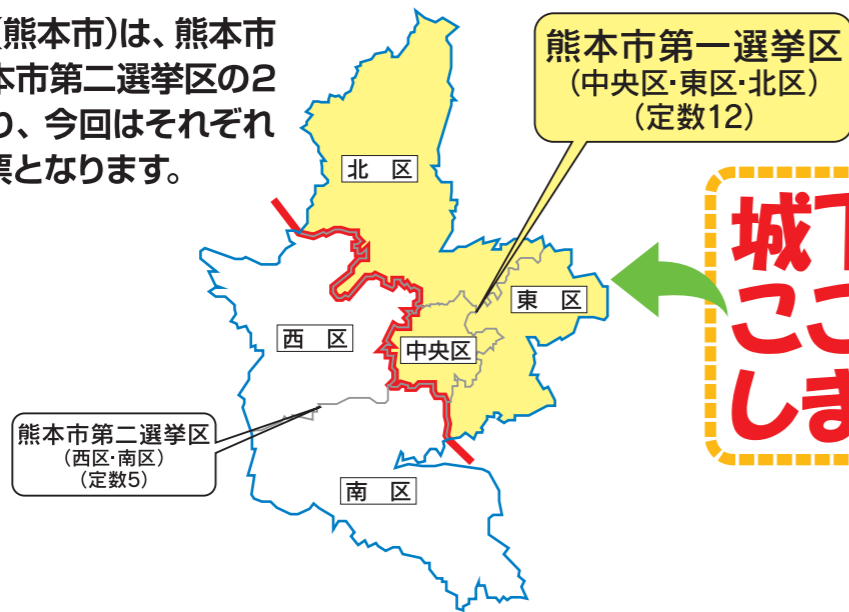 (熊本市)は、熊本市
本市第二選挙区の2
り、今回はそれぞれ
票となります。
熊本市第一選挙区
(中央区・東区・北区)
(定数12)
北 区
東 区
西 区
中央区
熊本市第二選挙区
(西区・南区)
(定数5)
南 区
城
ここ
しま